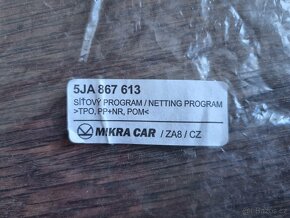 5JA 867 613
SÍŤOVÝ PROGRAM / NETTING PROGRAM
>TPO, PP+NR, POM<
MIKRA CAR / ZA8 / CZ